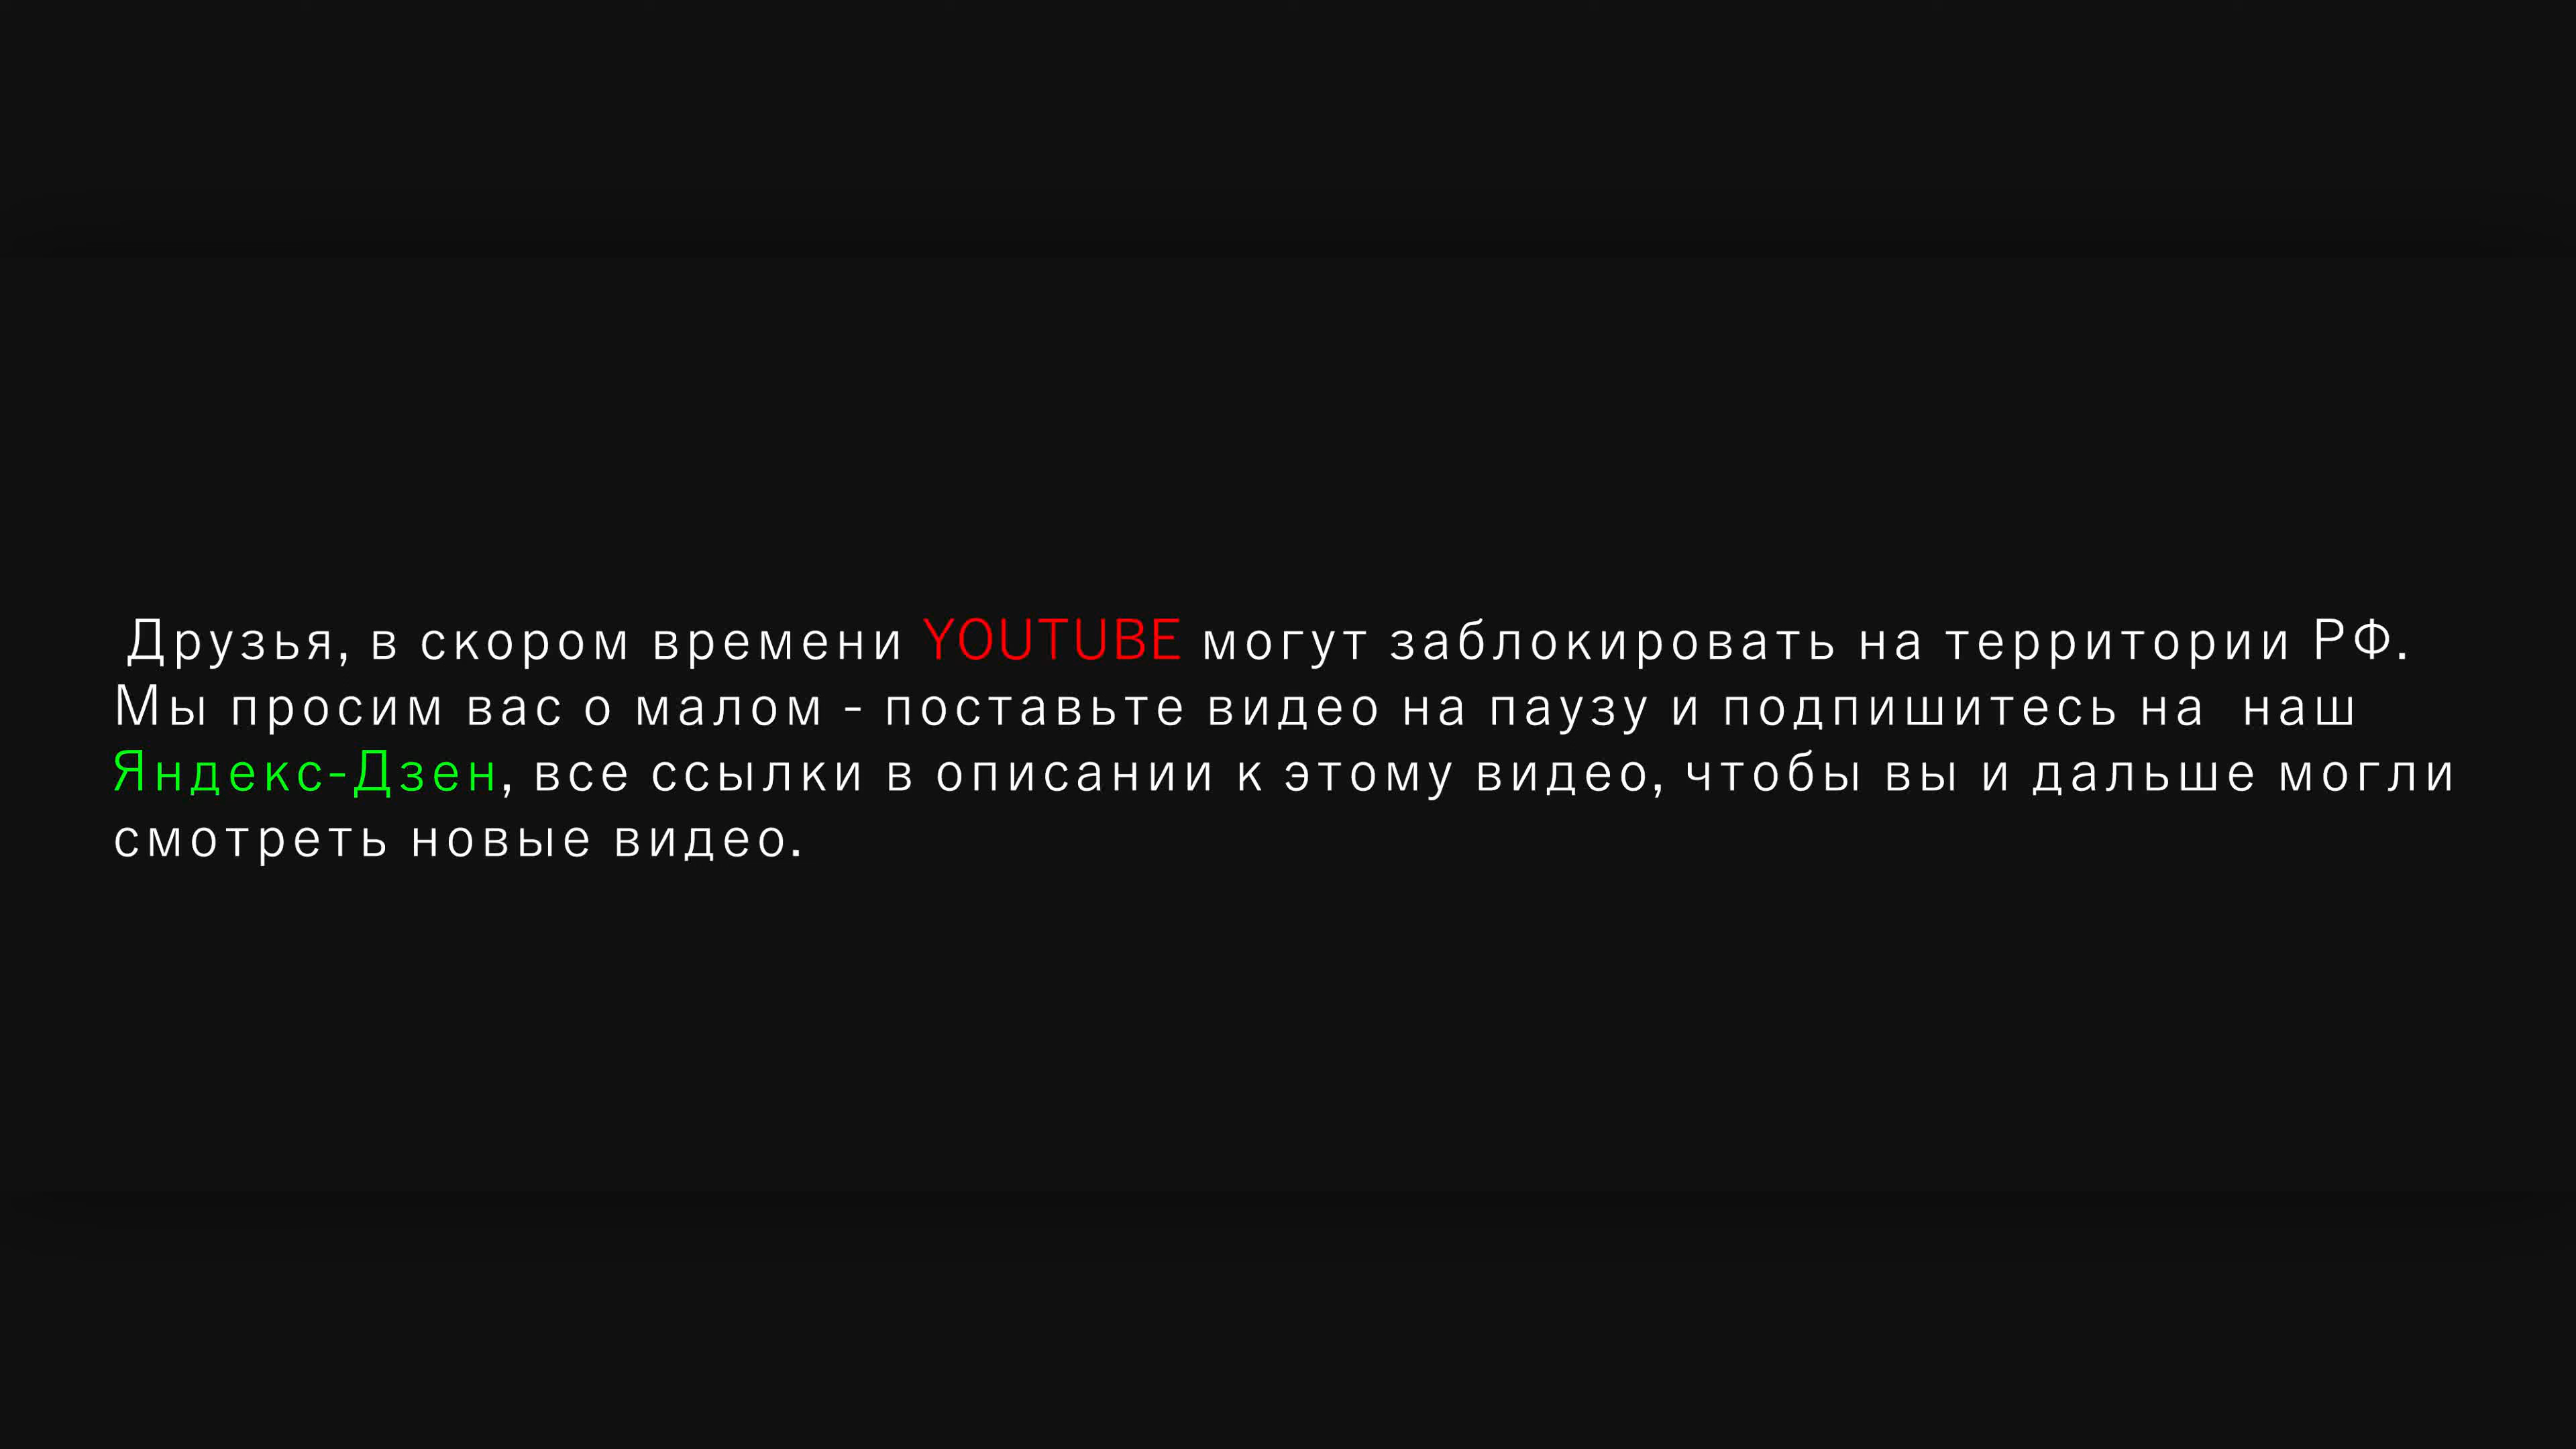 Друзья, в скором времени YOUTUBE могут заблокировать на территории РФ.
Мы просим вас о малом - поставьте видео на паузу и подпишитесь на  наш
Яндекс-Дзен, все ссылки в описании к этому видео, чтобы вы и дальше могли
смотреть новые видео.